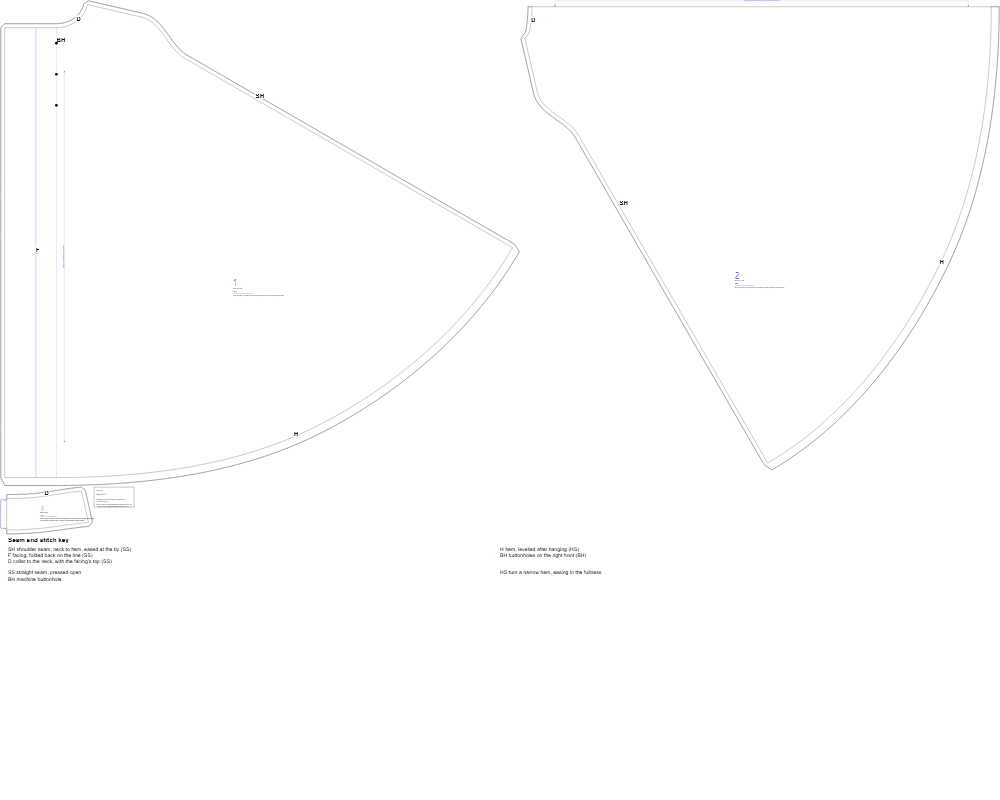 D
BH
SH
F
1
H
D
SH
2
H
D
Seam and stitch key
SH shoulder seam, neck to hem, eased at the tip (SS)
F facing, folded back on the line (SS)
D collar to the neck, with the facing's top (SS)
SS straight seam, pressed open
BH machine buttonhole
H hem, levelled after hanging (HS)
BH buttonholes on the right front (BH)
HS turn a narrow hem, easing in the fullness